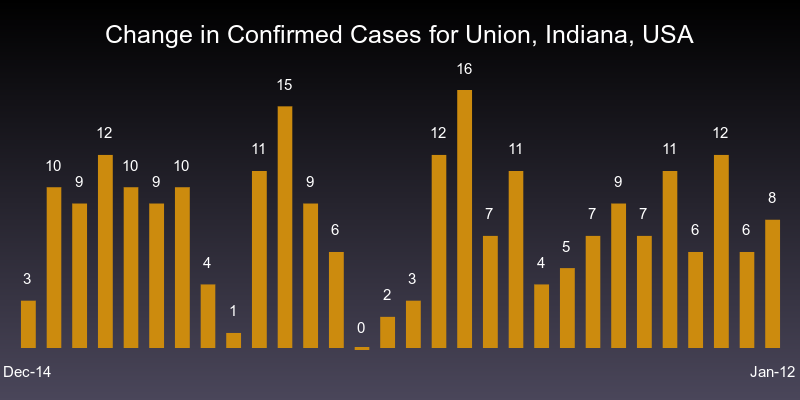 Change in Confirmed Cases for Union, Indiana, USA
3 10 9 12 10 9 10 4 1 11 15 9 6 0 2 3 12 16 7 11 4 5 7 9 7 11 6 12 6 8
Dec-14 Jan-12